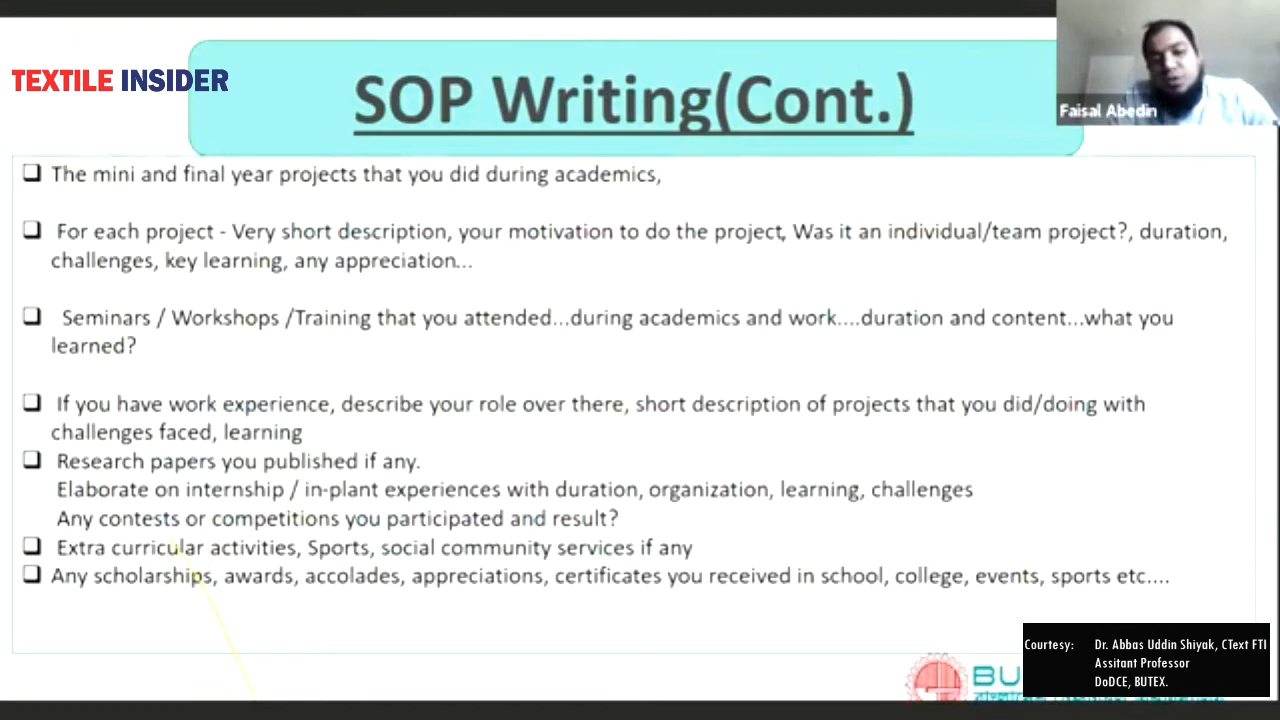 TEXTILE INSIDER
SOP Writing(Cont.)
Faisal Abedin
❑ The mini and final year projects that you did during academics,
❑ For each project - Very short description, your motivation to do the project, Was it an individual/team project?, duration,
challenges, key learning, any appreciation...
❑ Seminars / Workshops /Training that you attended...during academics and work....duration and content...what you
learned?
❑ If you have work experience, describe your role over there, short description of projects that you did/doing with
challenges faced, learning
❑ Research papers you published if any.
Elaborate on internship / in-plant experiences with duration, organization, learning, challenges
Any contests or competitions you participated and result?
❑ Extra curricular activities, Sports, social community services if any
❑ Any scholarships, awards, accolades, appreciations, certificates you received in school, college, events, sports etc....
Courtesy: Dr. Abbas Uddin Shiyak, CText FTI
Assitant Professor
DoDCE, BUTEX.
BU